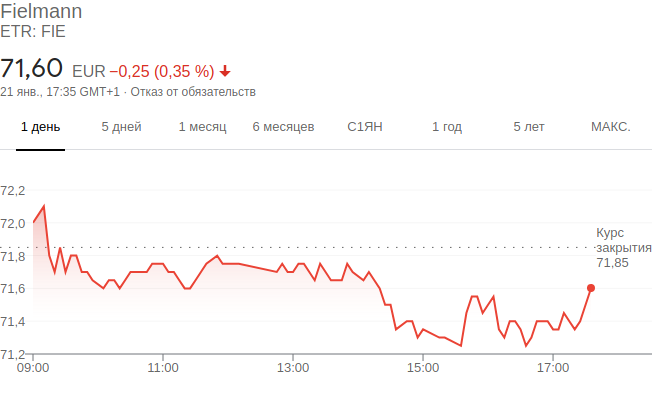 Fielmann
ETR: FIE
71,60 EUR −0,25 (0,35 %)
21 янв., 17:35 GMT+1 · Отказ от обязательств
1 день 5 дней 1 месяц 6 месяцев С1ЯН 1 год 5 лет МАКС.
72,2
72,0
Курс
закрытия
71,85
71,8
71,6
71,4
71,2
09:00 11:00 13:00 15:00 17:00